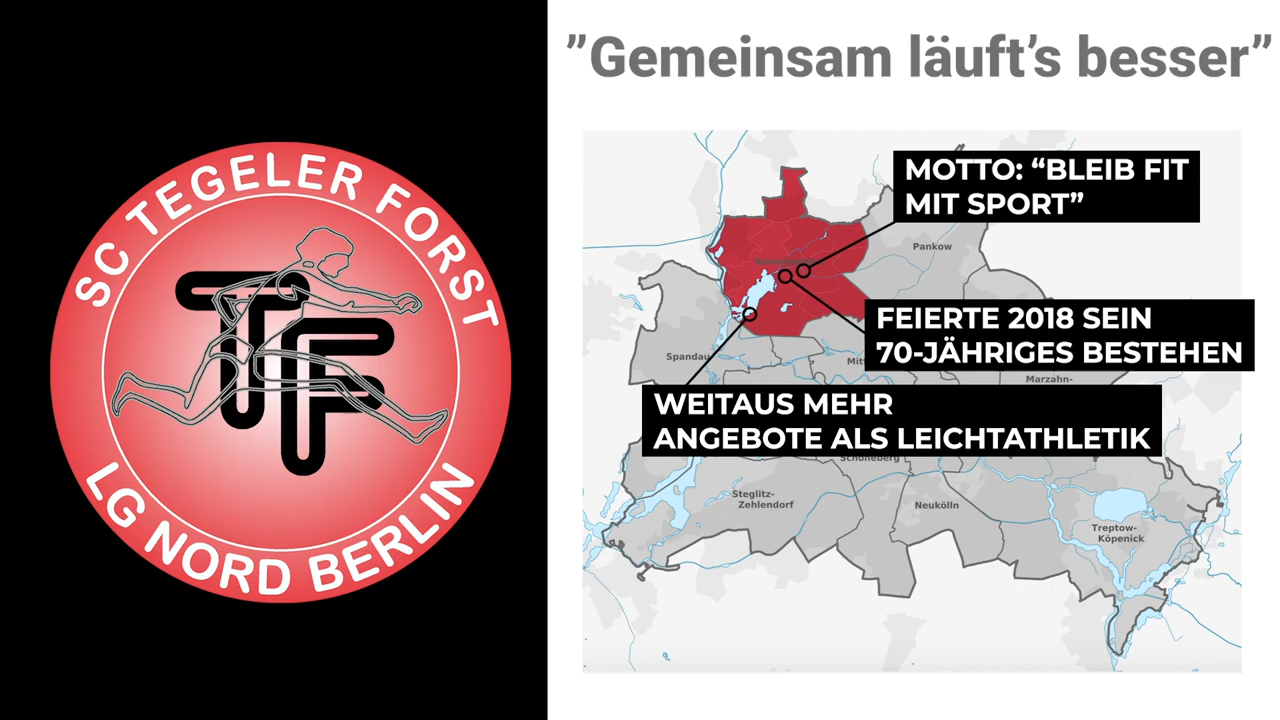 SC TEGELER FORST
TF
LG NORD BERLIN
”Gemeinsam läuft’s besser”
MOTTO: “BLEIB FIT
MIT SPORT”
Pankow
FEIERTE 2018 SEIN
70-JÄHRIGES BESTEHEN
Spandau
Mit
Marzahn-
WEITAUS MEHR
ANGEBOTE ALS LEICHTATHLETIK
Schöneberg
Steglitz-
Zehlendorf
Neukölln
Treptow-
Köpenick